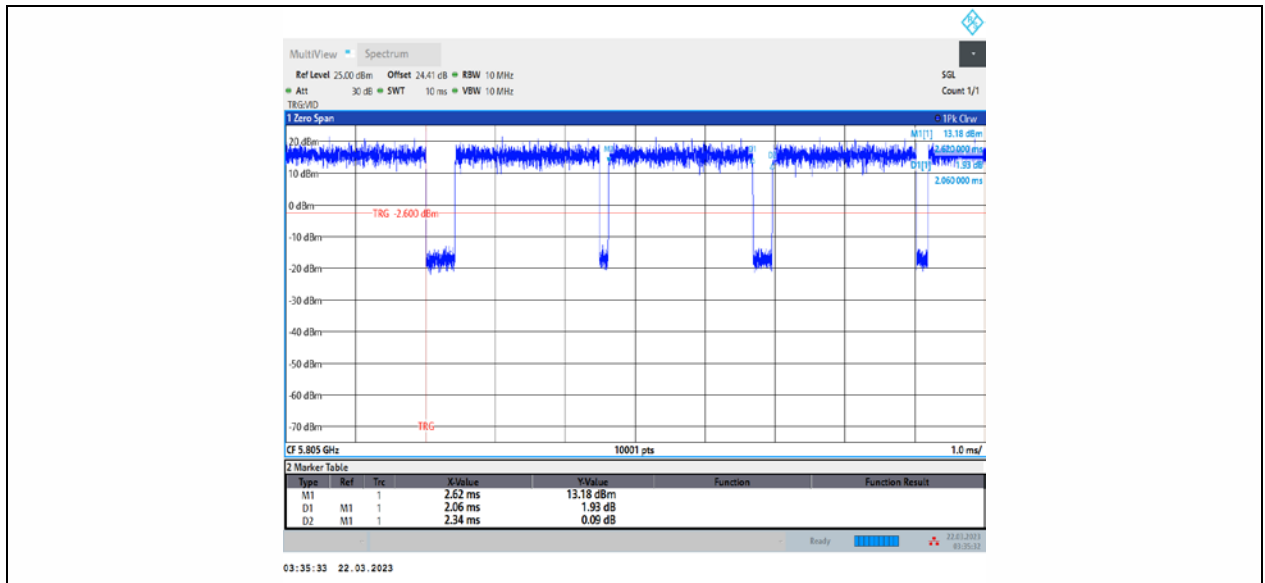 MultiView Spectrum
Ref Level 25.00 dBm Offset 24.41 dB RBW 10 MHz SGL
Att 30 dB SWT 10 ms VBW 10 MHz Count 1/1
TRG:VID
1 Zero Span 1Pk Clrw
M1[1] 13.18 dBm
20 dBm 2.620000 ms
D1[1] 1.93 dB
10 dBm
2.060000 ms
0 dBm
TRG -2.600 dBm
-10 dBm
-20 dBm
-30 dBm
-40 dBm
-50 dBm
-60 dBm
-70 dBm TRG
CF 5.805 GHz 10001 pts 1.0 ms/
2 Marker Table
Type Ref Trc X-Value Y-Value Function Function Result
M1 1 2.62 ms 13.18 dBm
D1 M1 1 2.06 ms 1.93 dB
D2 M1 1 2.34 ms 0.09 dB
Ready 22.03.2023
03:35:32
03:35:33 22.03.2023